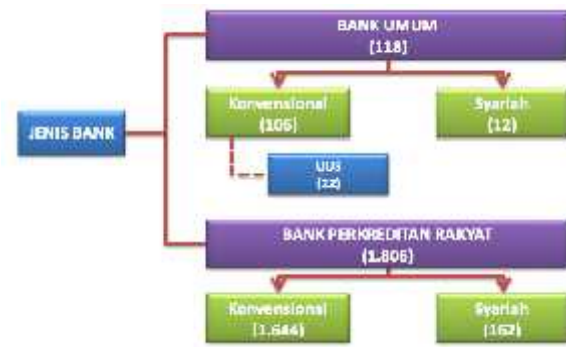 BANK UMUM
(118)
Konvensional
(106)
Syariah
(12)
JENIS BANK
UUS
BANK PERKREDITAN RAKYAT
(1.806)
Konvensional
(1.644)
Syariah
(162)